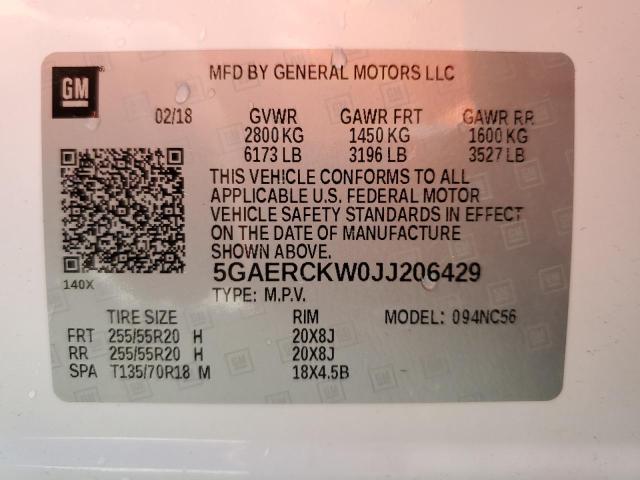 GM
MFD BY GENERAL MOTORS LLC
02/18 GVWR GAWR FRT GAWR RR
2800 KG 1450 KG 1600 KG
6173 LB 3196 LB 3527 LB
THIS VEHICLE CONFORMS TO ALL
APPLICABLE U.S. FEDERAL MOTOR
VEHICLE SAFETY STANDARDS IN EFFECT
ON THE DATE OF MANUFACTURE
SHOWN ABOVE.
140X
5GAERCKW0JJ206429
TYPE: M.P.V.
TIRE SIZE RIM MODEL: 094NC56
FRT 255/55R20 H 20X8J
RR 255/55R20 H 20X8J
SPA T135/70R18 M 18X4.5B